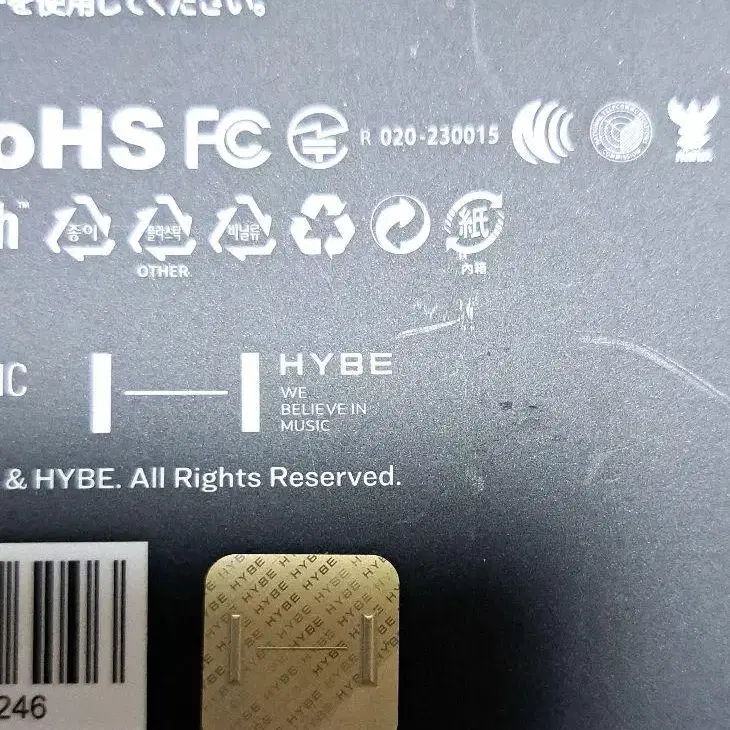 を使用してください。
oHS FC R 020-230015
h™ 종이 플라스틱 비닐류 紙
OTHER 内箱
IC HYBE
WE
BELIEVE IN
MUSIC
& HYBE. All Rights Reserved.
246
HYBE HYBE HYBE